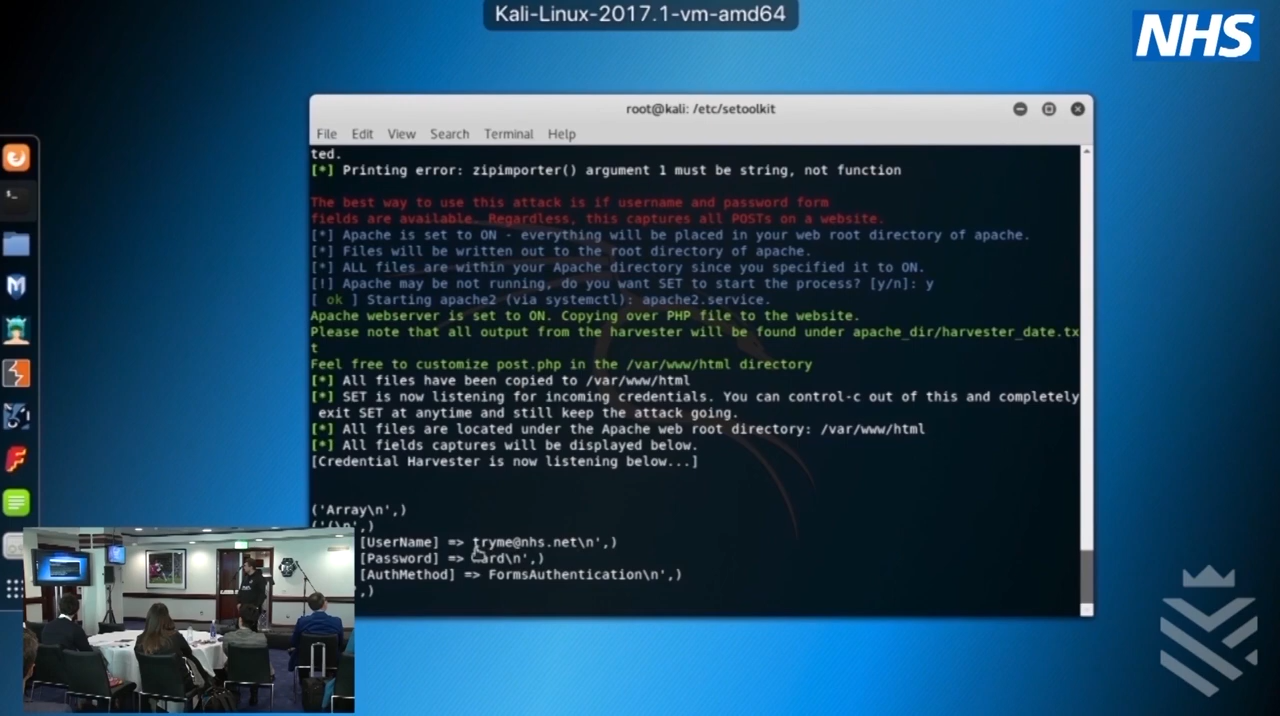 Kali-Linux-2017.1-vm-amd64
NHS
root@kali: /etc/setoolkit
File Edit View Search Terminal Help
ted.
[*] Printing error: zipimporter() argument 1 must be string, not function
The best way to use this attack is if username and password form
fields are available. Regardless, this captures all POSTs on a website.
[*] Apache is set to ON - everything will be placed in your web root directory of apache.
[*] Files will be written out to the root directory of apache.
[*] ALL files are within your Apache directory since you specified it to ON.
[!] Apache may be not running, do you want SET to start the process? [y/n]: y
[ ok ] Starting apache2 (via systemctl): apache2.service.
Apache webserver is set to ON. Copying over PHP file to the website.
Please note that all output from the harvester will be found under apache_dir/harvester_date.tx
t
Feel free to customize post.php in the /var/www/html directory
[*] All files have been copied to /var/www/html
[*] SET is now listening for incoming credentials. You can control-c out of this and completely
exit SET at anytime and still keep the attack going.
[*] All files are located under the Apache web root directory: /var/www/html
[*] All fields captures will be displayed below.
[Credential Harvester is now listening below...]
('Array\n',)
('(\n',)
[UserName] => tryme@nhs.net\n',)
[Password] => \n',)
[AuthMethod] => FormsAuthentication\n',)
,)